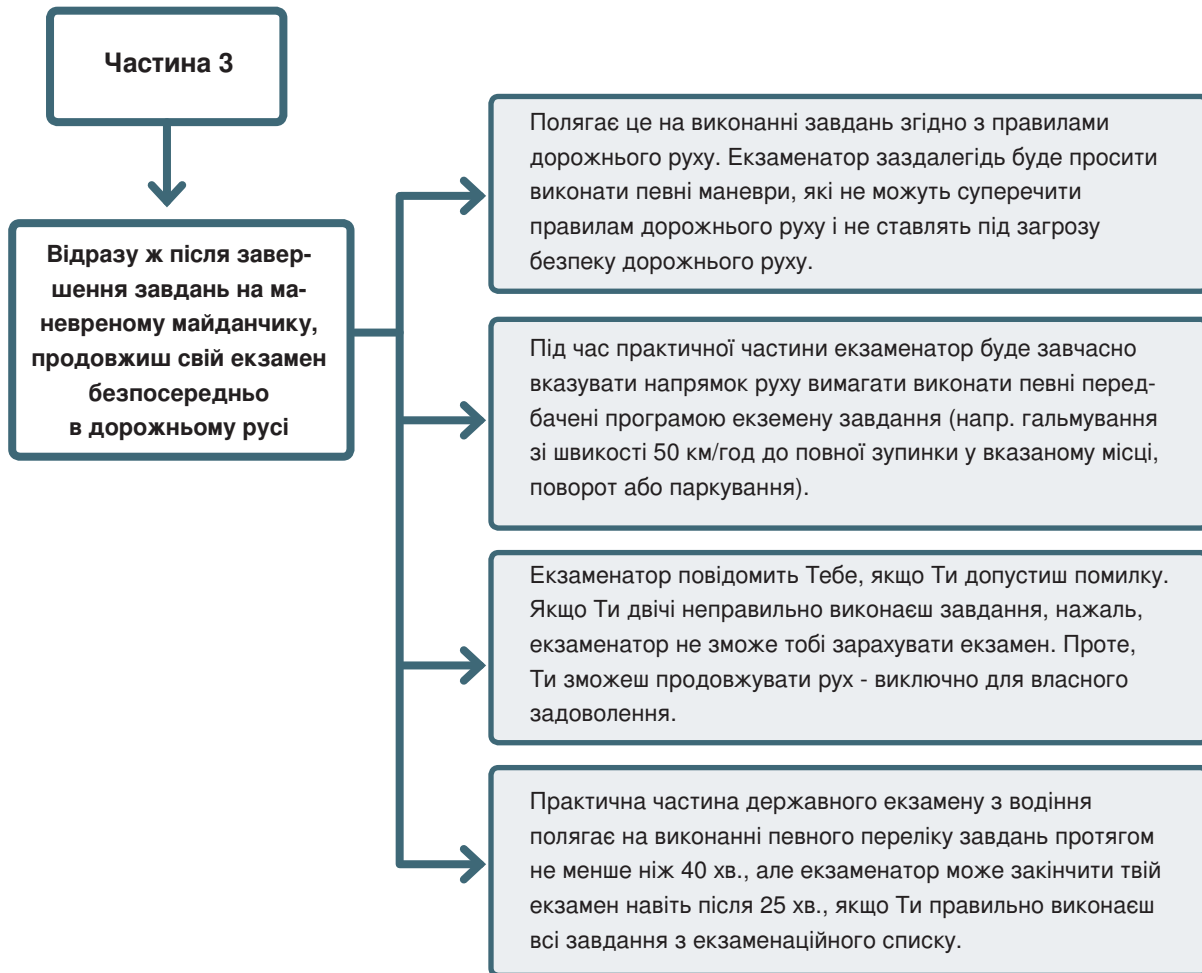 Частина 3
Відразу ж після завер-
шення завдань на ма-
невреному майданчику,
продовжиш свій екзамен
безпосередньо
в дорожньому русі
Полягає це на виконанні завдань згідно з правилами
дорожнього руху. Екзаменатор заздалегідь буде просити
виконати певні маневри, які не можуть суперечити
правилам дорожнього руху і не ставлять під загрозу
безпеку дорожнього руху.
Під час практичної частини екзаменатор буде завчасно
вказувати напрямок руху вимагати виконати певні перед-
бачені програмою екземену завдання (напр. гальмування
зі швикості 50 км/год до повної зупинки у вказаному місці,
поворот або паркування).
Екзаменатор повідомить Тебе, якщо Ти допустиш помилку.
Якщо Ти двічі неправильно виконаєш завдання, нажаль,
екзаменатор не зможе тобі зарахувати екзамен. Проте,
Ти зможеш продовжувати рух - виключно для власного
задоволення.
Практична частина державного екзамену з водіння
полягає на виконанні певного переліку завдань протягом
не менше ніж 40 хв., але екзаменатор може закінчити твій
екзамен навіть після 25 хв., якщо Ти правильно виконаєш
всі завдання з екзаменаційного списку.